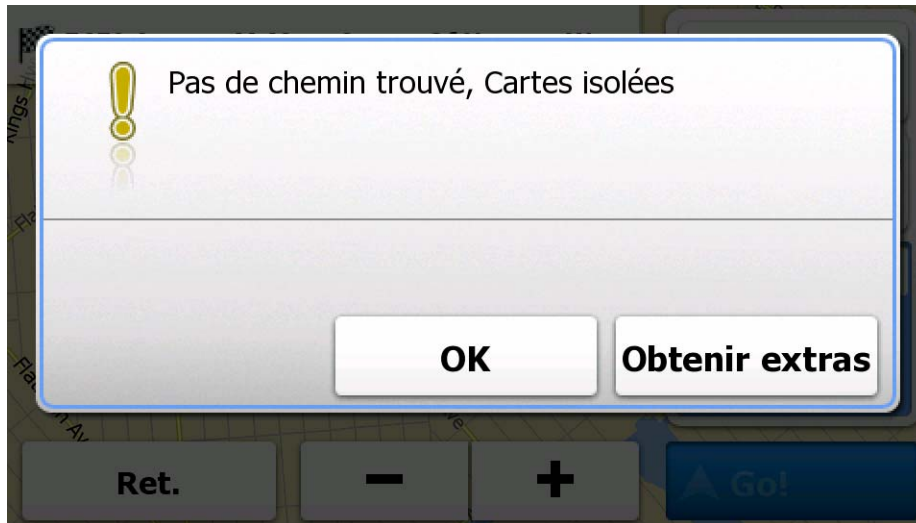 Pas de chemin trouvé, Cartes isolées
OK
Obtenir extras
Ret.
Go!